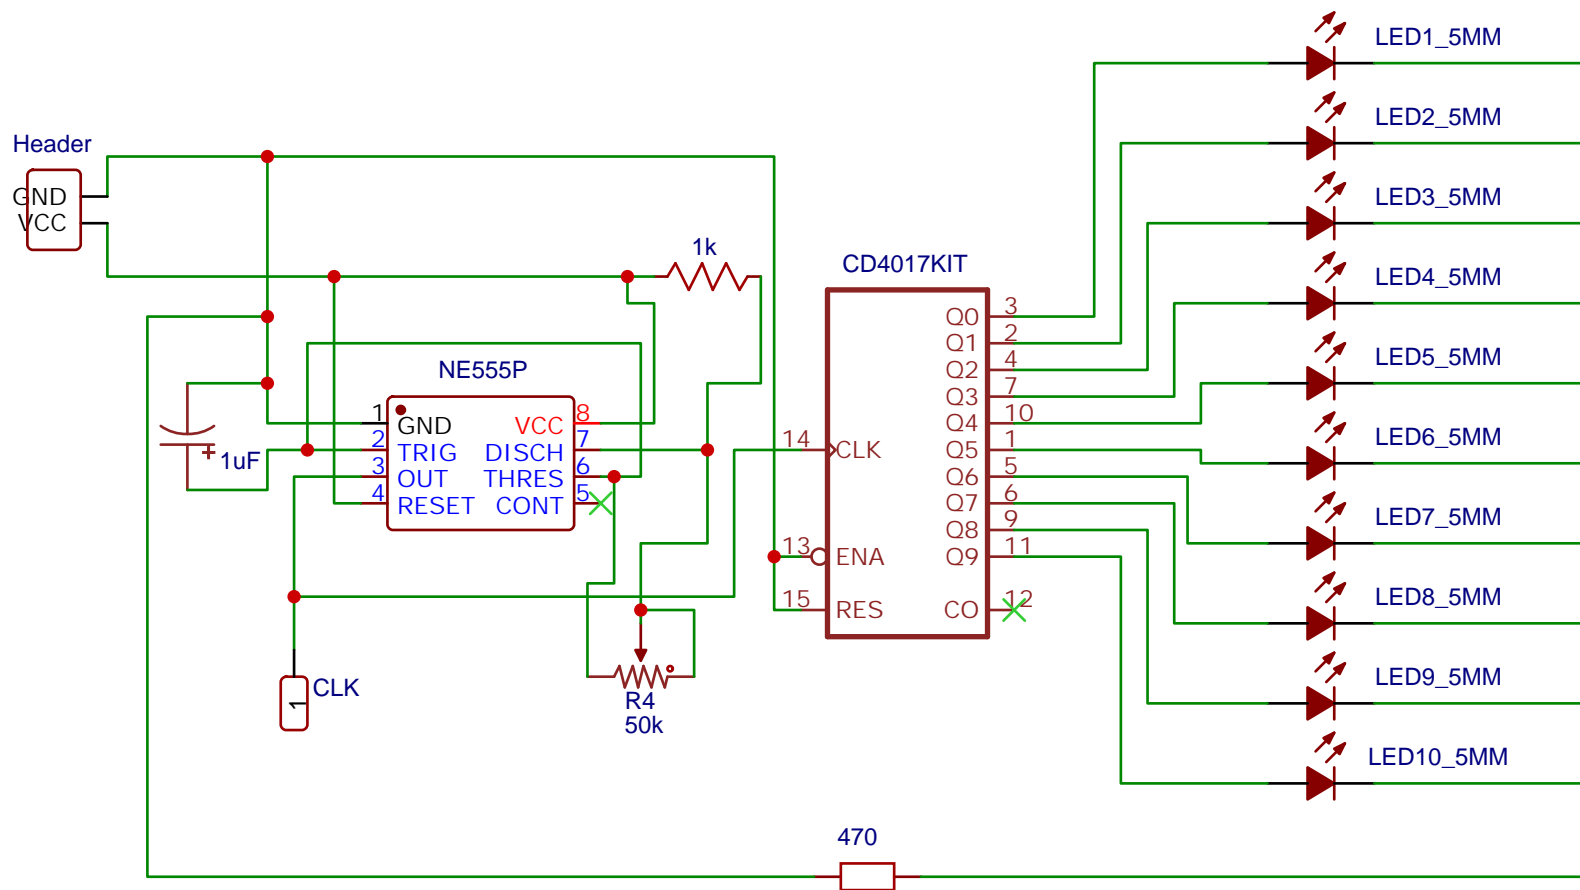 Header
GND
VCC
1k
NE555P
1 GND VCC 8
2 TRIG DISCH 7
3 OUT THRES 6
4 RESET CONT 5
1uF
1 CLK
R4
50k
CD4017KIT
Q0 3
Q1 2
Q2 4
Q3 7
Q4 10
14 CLK Q5 1
Q6 5
Q7 6
Q8 9
13 ENA Q9 11
15 RES CO 12
LED1_5MM
LED2_5MM
LED3_5MM
LED4_5MM
LED5_5MM
LED6_5MM
LED7_5MM
LED8_5MM
LED9_5MM
LED10_5MM
470